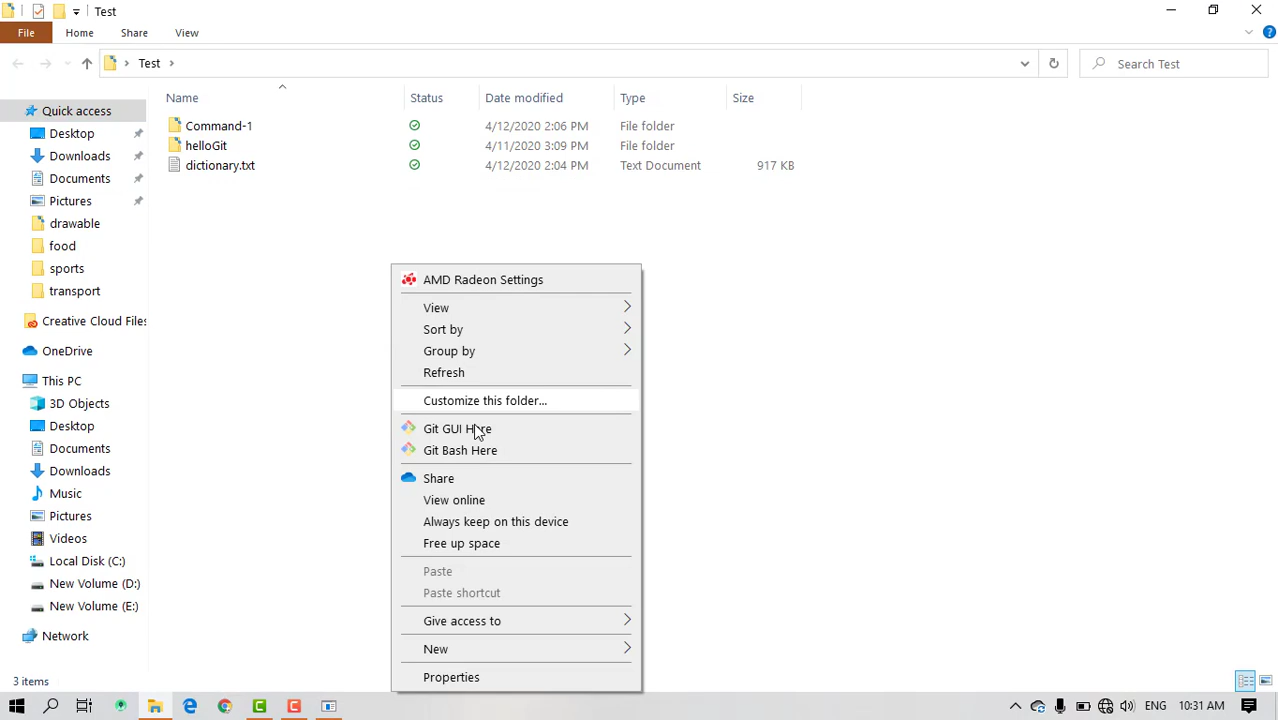 Test
File Home Share View
Test
Search Test
Name Status Date modified Type Size
Quick access
Desktop
Downloads
Documents
Pictures
drawable
food
sports
transport
Creative Cloud Files
OneDrive
This PC
3D Objects
Desktop
Documents
Downloads
Music
Pictures
Videos
Local Disk (C:)
New Volume (D:)
New Volume (E:)
Network
Command-1 4/12/2020 2:06 PM File folder
helloGit 4/11/2020 3:09 PM File folder
dictionary.txt 4/12/2020 2:04 PM Text Document 917 KB
AMD Radeon Settings
View
Sort by
Group by
Refresh
Customize this folder...
Git GUI Here
Git Bash Here
Share
View online
Always keep on this device
Free up space
Paste
Paste shortcut
Give access to
New
Properties
3 items
ENG 10:31 AM